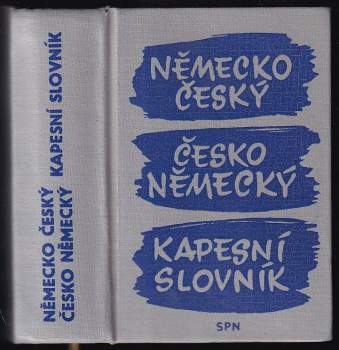 NĚMECKO ČESKÝ KAPESNÍ SLOVNÍK
ČESKO NĚMECKÝ
NĚMECKO
ČESKÝ
ČESKO
NĚMECKÝ
KAPESNÍ
SLOVNÍK
SPN